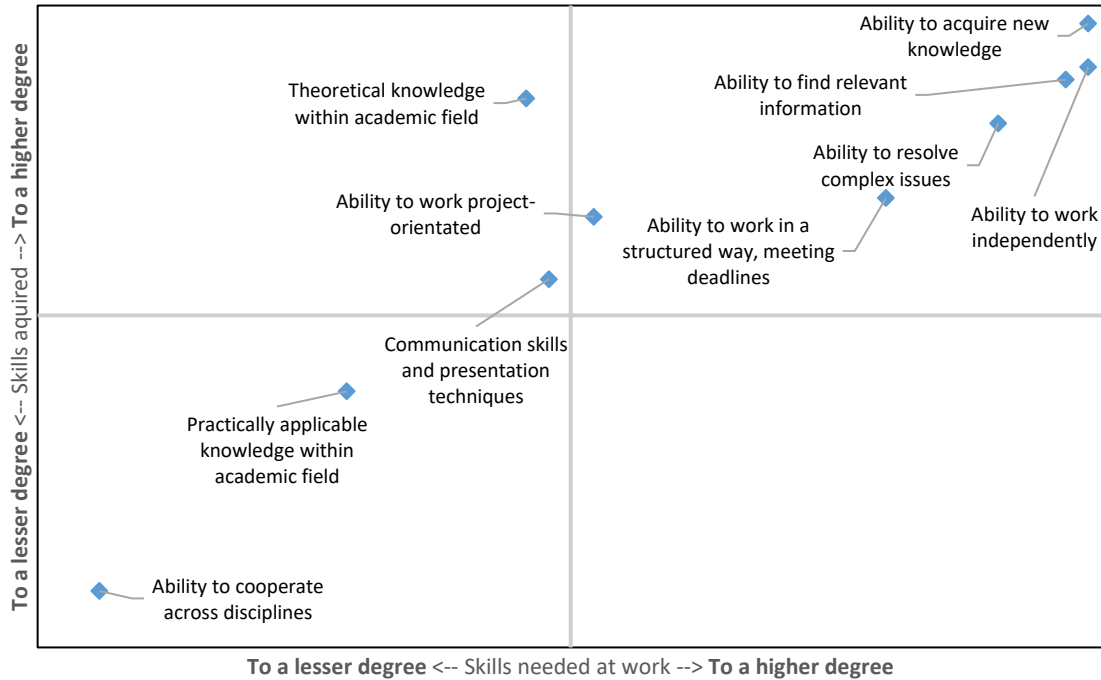 Ability to acquire new
knowledge
Theoretical knowledge
within academic field
Ability to find relevant
information
Ability to resolve
complex issues
Ability to work project-
orientated
Ability to work in a
structured way, meeting
deadlines
Ability to work
independently
Communication skills
and presentation
techniques
Practically applicable
knowledge within
academic field
Ability to cooperate
across disciplines
To a lesser degree <-- Skills aquired --> To a higher degree
To a lesser degree <-- Skills needed at work --> To a higher degree